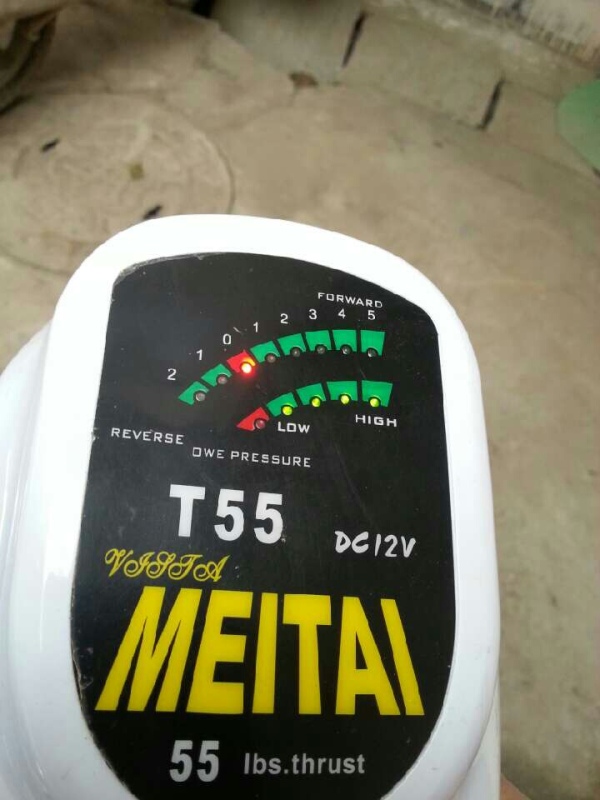 FORWARD
2 1 0 1 2 3 4 5
LOW HIGH
REVERSE
OWE PRESSURE
T55 DC12V
VISTA
MEITAI
55 lbs.thrust